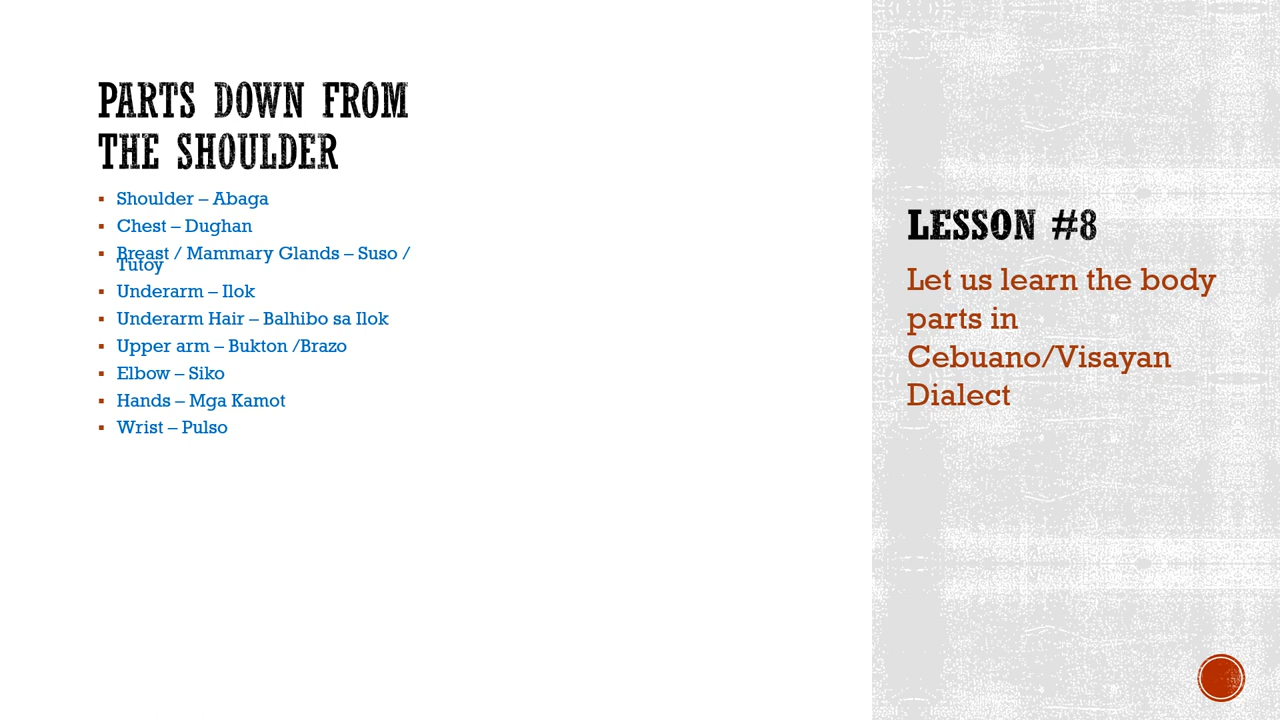 PARTS DOWN FROM
THE SHOULDER
▪ Shoulder – Abaga
▪ Chest – Dughan
▪ Breast / Mammary Glands – Suso /
Tutoy
▪ Underarm – Ilok
▪ Underarm Hair – Balhibo sa Ilok
▪ Upper arm – Bukton /Brazo
▪ Elbow – Siko
▪ Hands – Mga Kamot
▪ Wrist – Pulso
LESSON #8
Let us learn the body
parts in
Cebuano/Visayan
Dialect